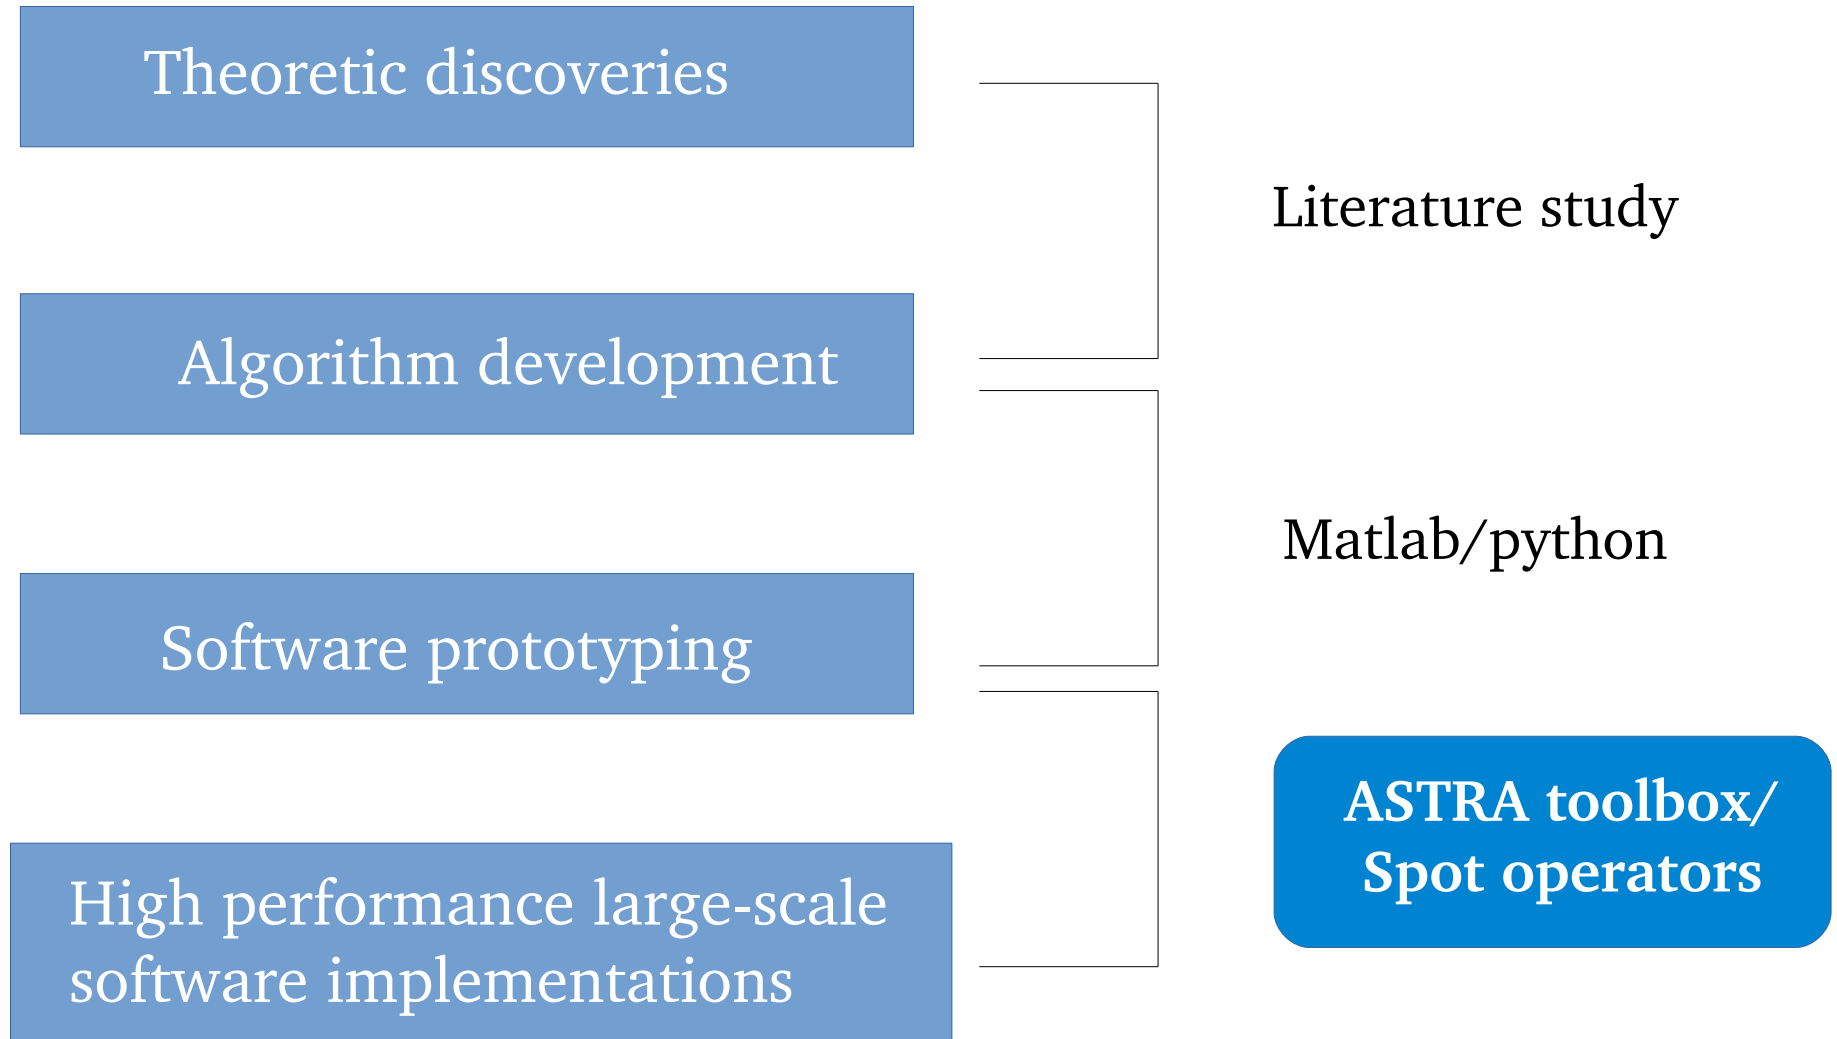 Theoretic discoveries
Literature study
Algorithm development
Matlab/python
Software prototyping
ASTRA toolbox/
Spot operators
High performance large-scale
software implementations